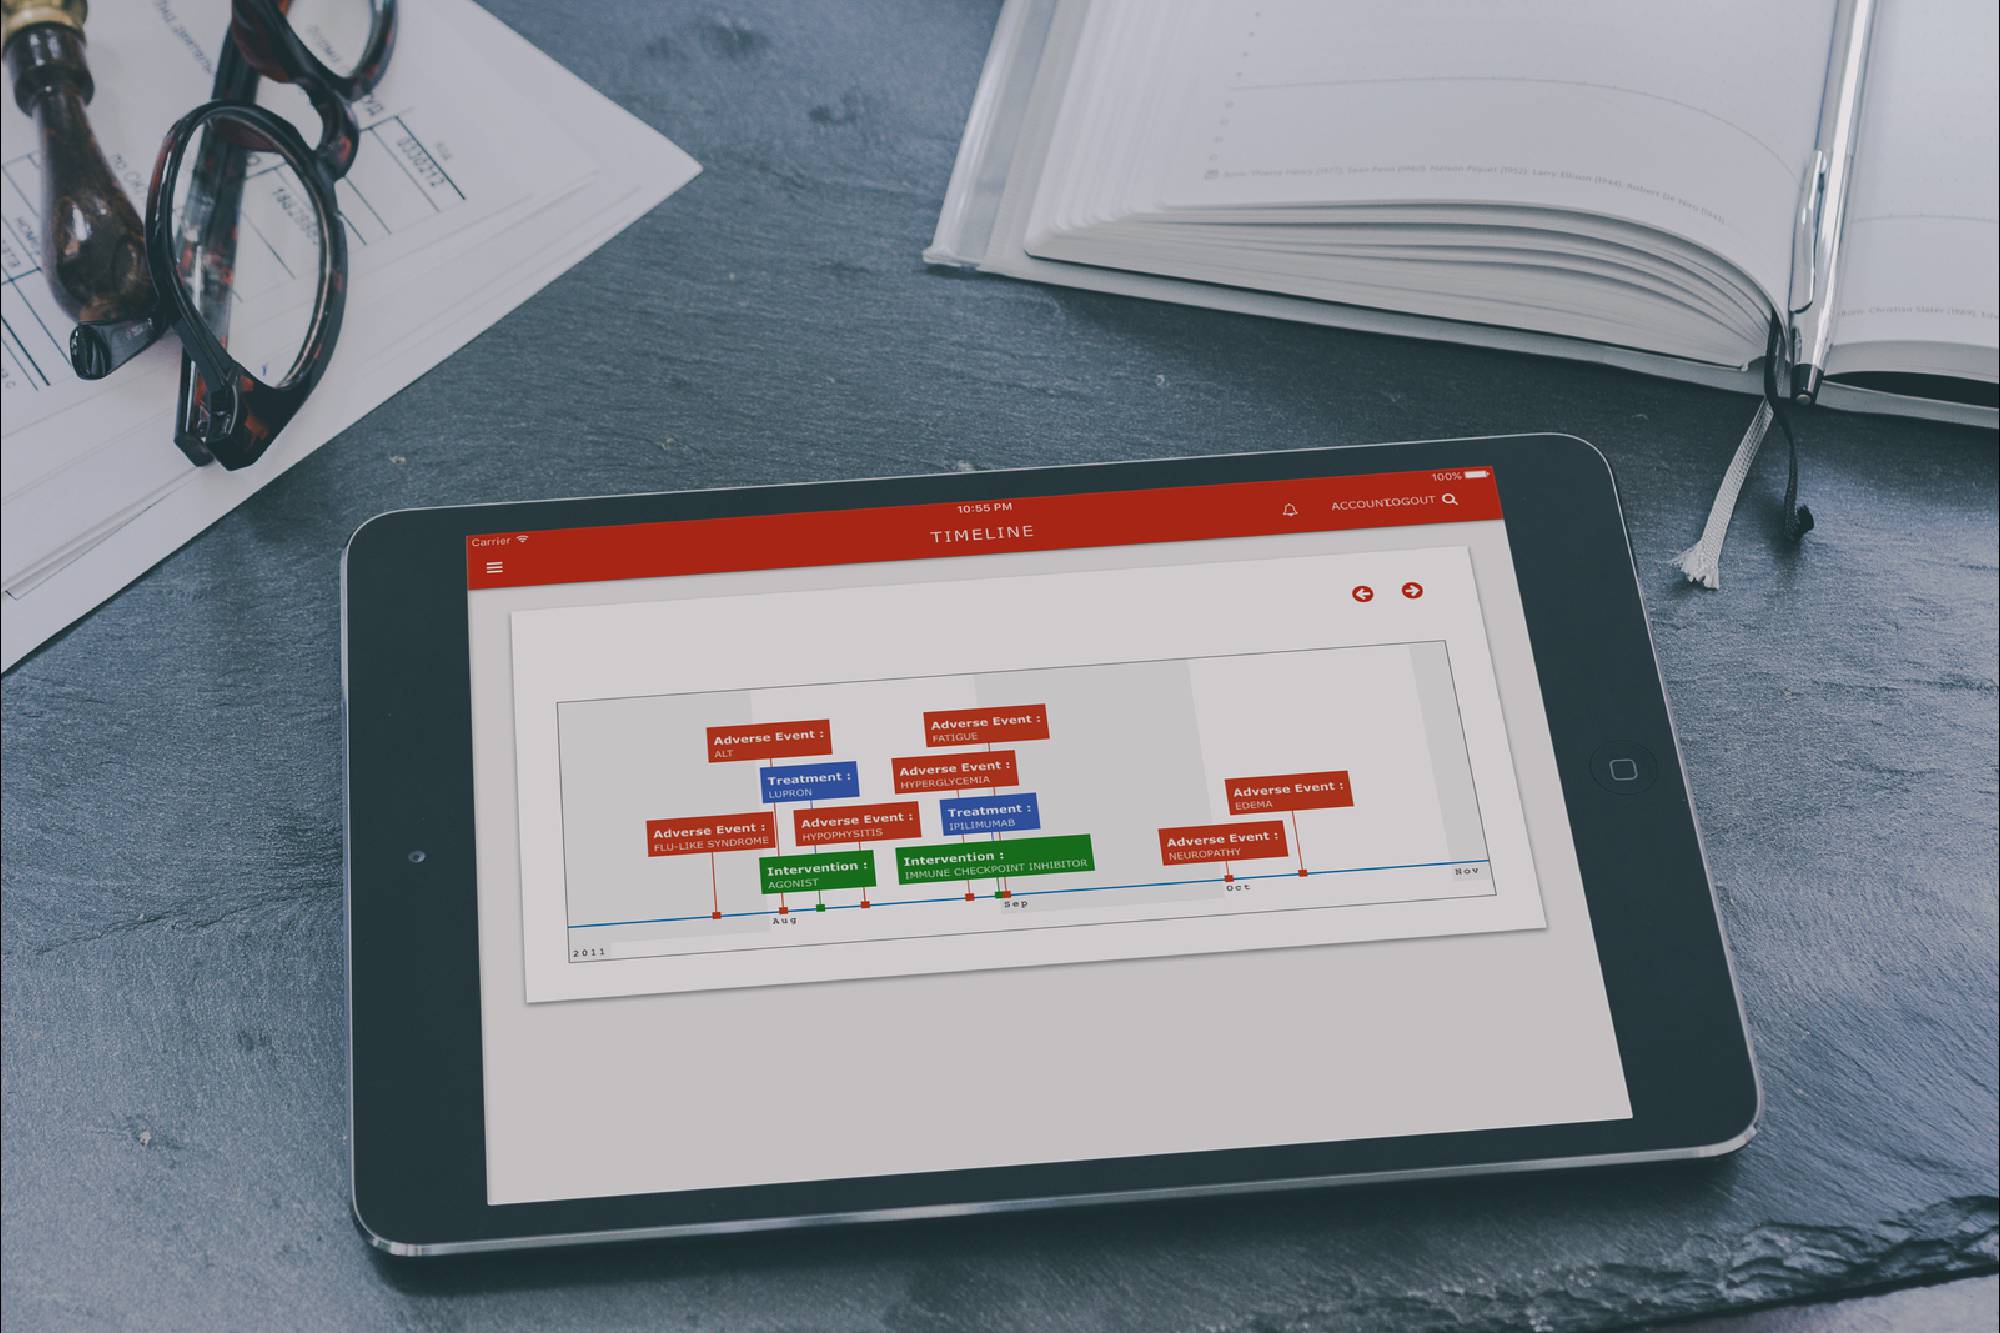 0330212
Carrier
10:55 PM
100%
TIMELINE
ACCOUNTLOGOUT
Adverse Event :
ALT
Adverse Event :
FATIGUE
Treatment :
LUPRON
Adverse Event :
HYPERGLYCEMIA
Adverse Event :
EDEMA
Adverse Event :
FLU-LIKE SYNDROME
Adverse Event :
HYPOPHYSITIS
Treatment :
IPILIMUMAB
Adverse Event :
NEUROPATHY
Intervention :
AGONIST
Intervention :
IMMUNE CHECKPOINT INHIBITOR
Aug
Sep
Oct
Nov
2011